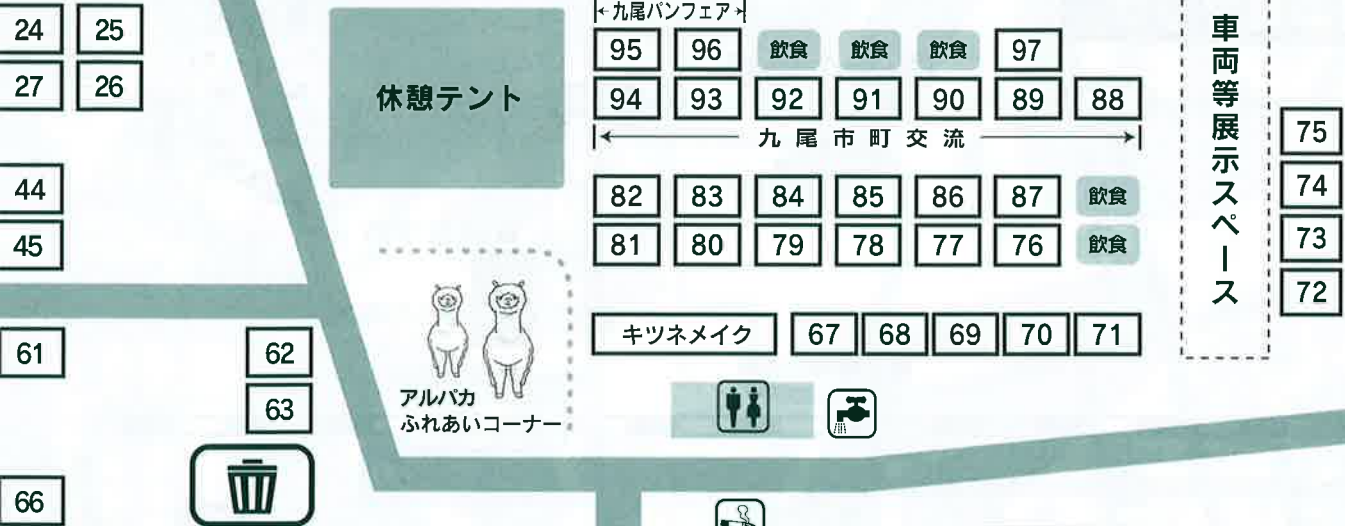 九尾パンフェア
24 25
27 26
休憩テント
95 96 飲食 飲食 飲食 97
94 93 92 91 90 89 88
九尾市町交流
車両等展示スペース
75
74
73
72
44
45
82 83 84 85 86 87 飲食
81 80 79 78 77 76 飲食
キツネメイク 67 68 69 70 71
アルパカ
ふれあいコーナー
61 62
63
66